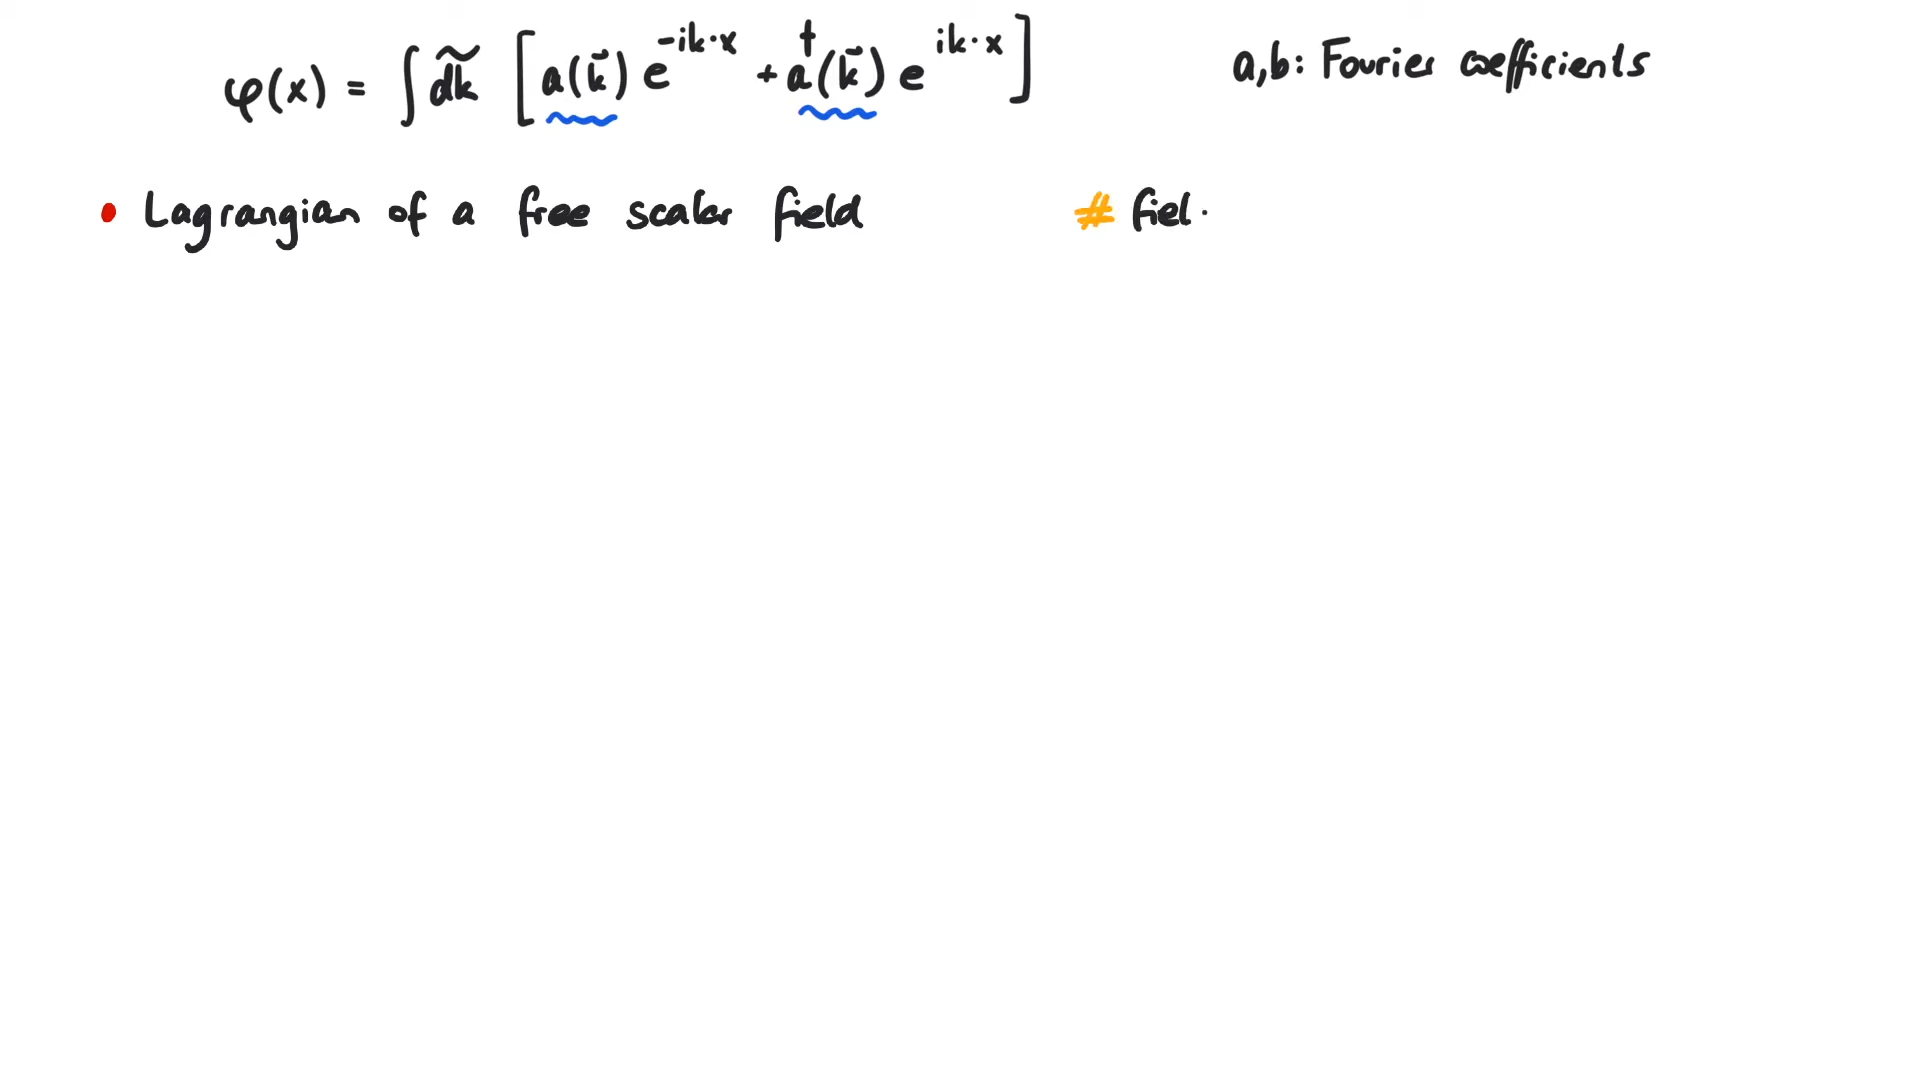 φ(x) = ∫ d̃k [a(k⃗) e^{-ik·x} + a†(k⃗) e^{ik·x}] a,b: Fourier coefficients
• Lagrangian of a free scalar field # fiel